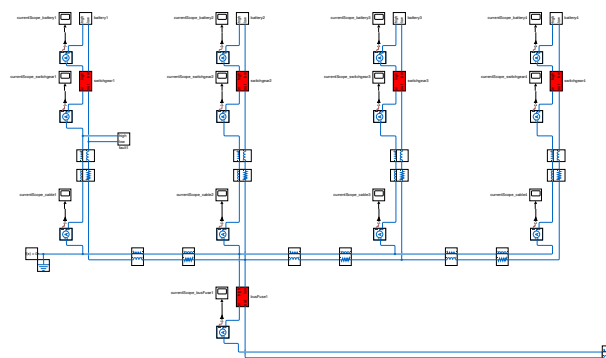 currentScope_battery1
battery1
currentScope_battery2
battery2
currentScope_battery3
battery3
currentScope_battery4
battery4
currentScope_switchgear1
switchgear1
currentScope_switchgear2
switchgear2
currentScope_switchgear3
switchgear3
currentScope_switchgear4
switchgear4
fault1
currentScope_cable1
currentScope_cable2
currentScope_cable3
currentScope_cable4
currentScope_busFuse1
busFuse1